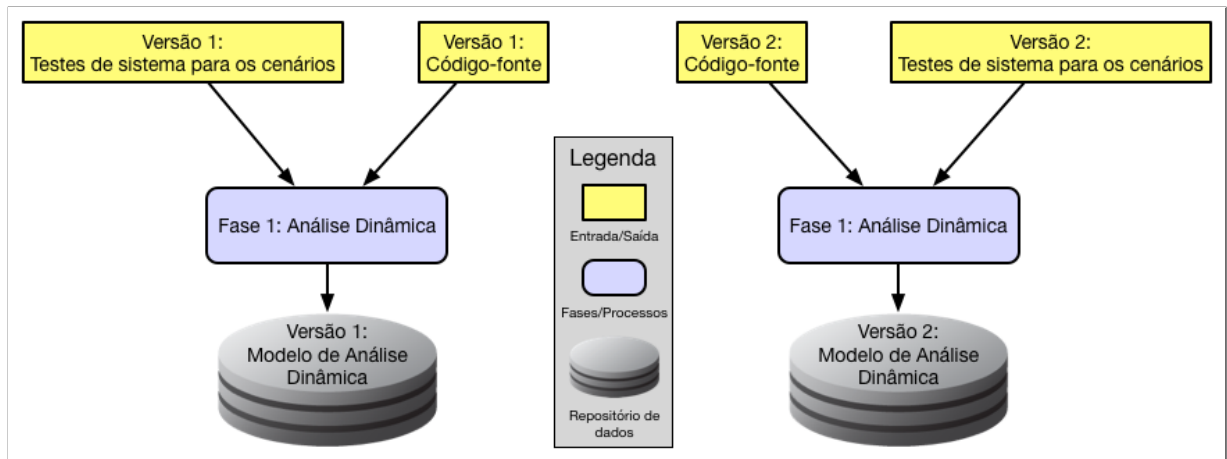 Versão 1:
Testes de sistema para os cenários
Versão 1:
Código-fonte
Versão 2:
Código-fonte
Versão 2:
Testes de sistema para os cenários
Fase 1: Análise Dinâmica
Versão 1:
Modelo de Análise
Dinâmica
Legenda
Entrada/Saída
Fases/Processos
Repositório de
dados
Fase 1: Análise Dinâmica
Versão 2:
Modelo de Análise
Dinâmica